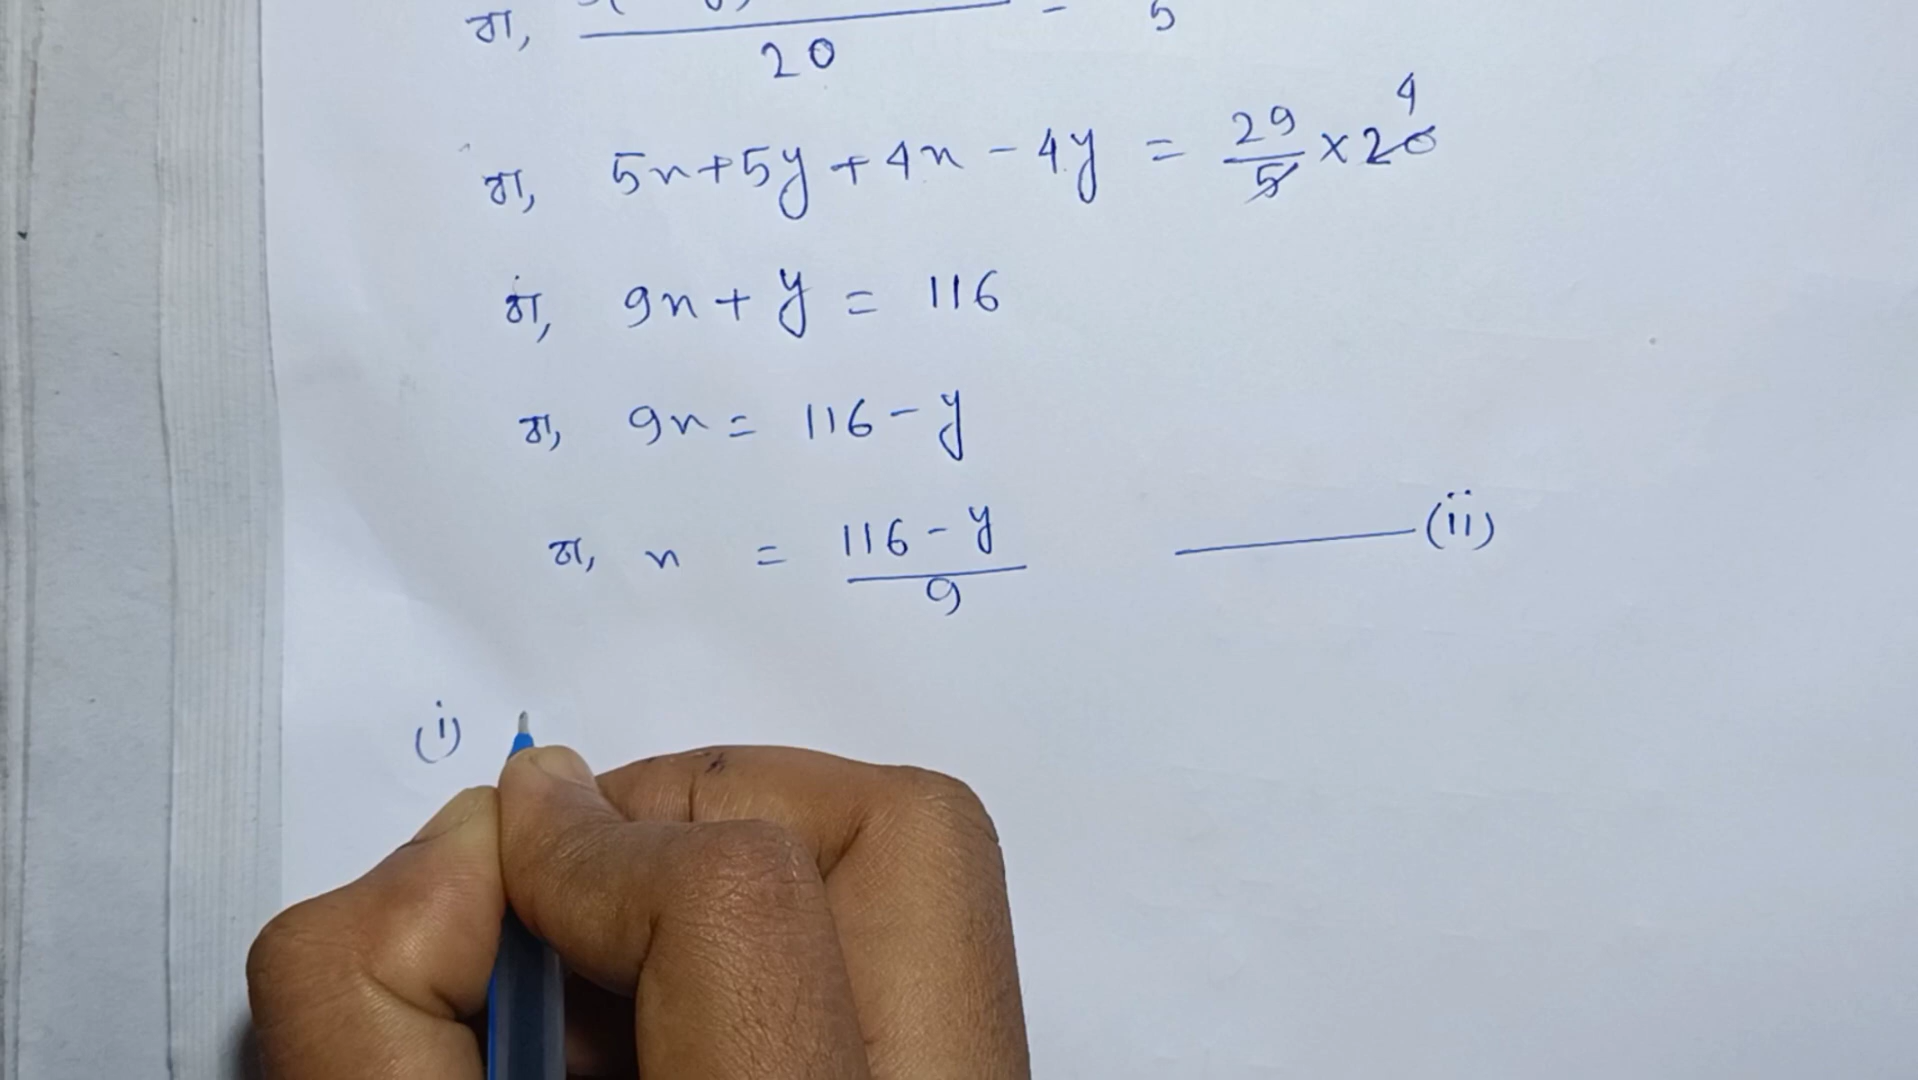 বা, 20 = 5
বা, 5x+5y+4x-4y = 29/5 × 20 4
বা, 9x+y = 116
বা, 9x = 116-y
বা, x = 116-y/9 (ii)
(i)